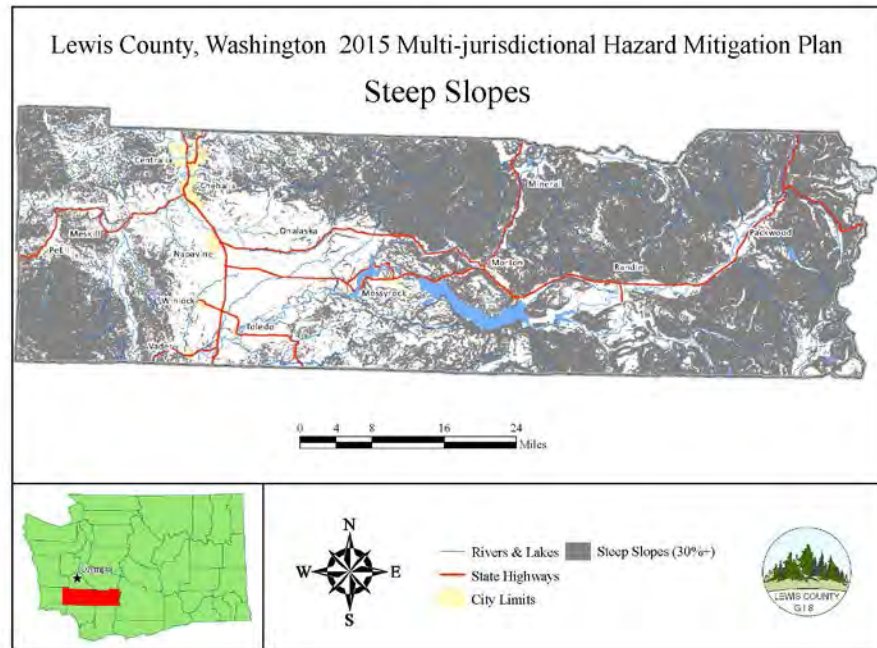 Lewis County, Washington 2015 Multi-jurisdictional Hazard Mitigation Plan
Steep Slopes
Centralia
Chehalis
Mineral
Onalaska
Meskill
Pe Ell
Napavine
Packwood
Morton
Randle
Mossyrock
Winlock
Toledo
Vader
0 4 8 16 24
Miles
Olympia
N
W E
S
Rivers & Lakes
State Highways
City Limits
Steep Slopes (30%+)
LEWIS COUNTY
GIS